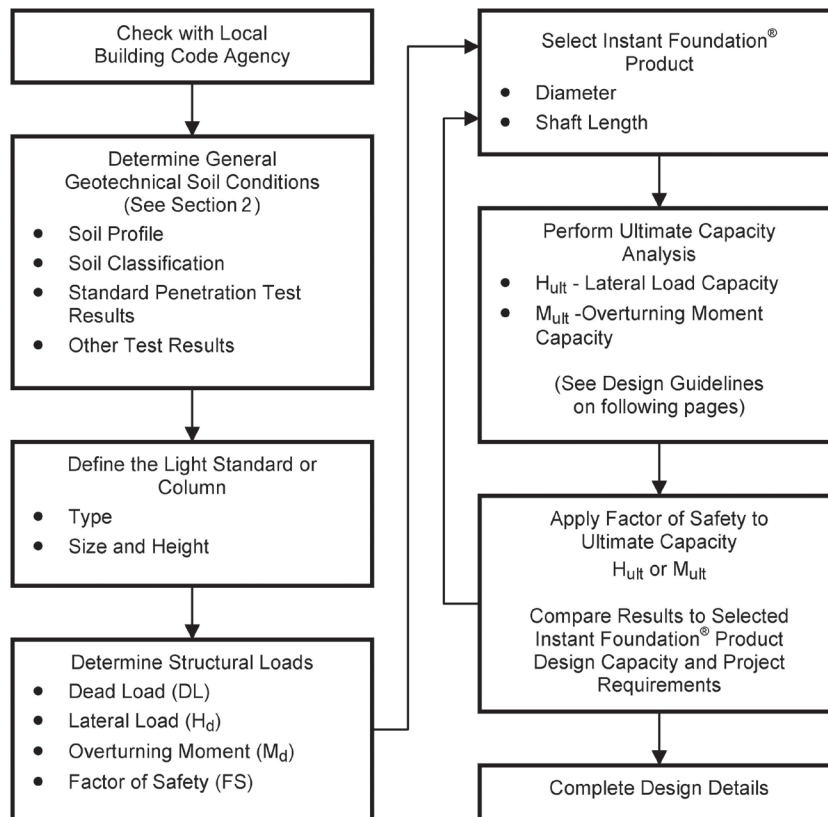 Check with Local
Building Code Agency
Determine General
Geotechnical Soil Conditions
(See Section 2)
● Soil Profile
● Soil Classification
● Standard Penetration Test
Results
● Other Test Results
Define the Light Standard or
Column
● Type
● Size and Height
Determine Structural Loads
● Dead Load (DL)
● Lateral Load (Hd)
● Overturning Moment (Md)
● Factor of Safety (FS)
Select Instant Foundation®
Product
● Diameter
● Shaft Length
Perform Ultimate Capacity
Analysis
● Hult - Lateral Load Capacity
● Mult -Overturning Moment
Capacity
(See Design Guidelines
on following pages)
Apply Factor of Safety to
Ultimate Capacity
Hult or Mult
Compare Results to Selected
Instant Foundation® Product
Design Capacity and Project
Requirements
Complete Design Details